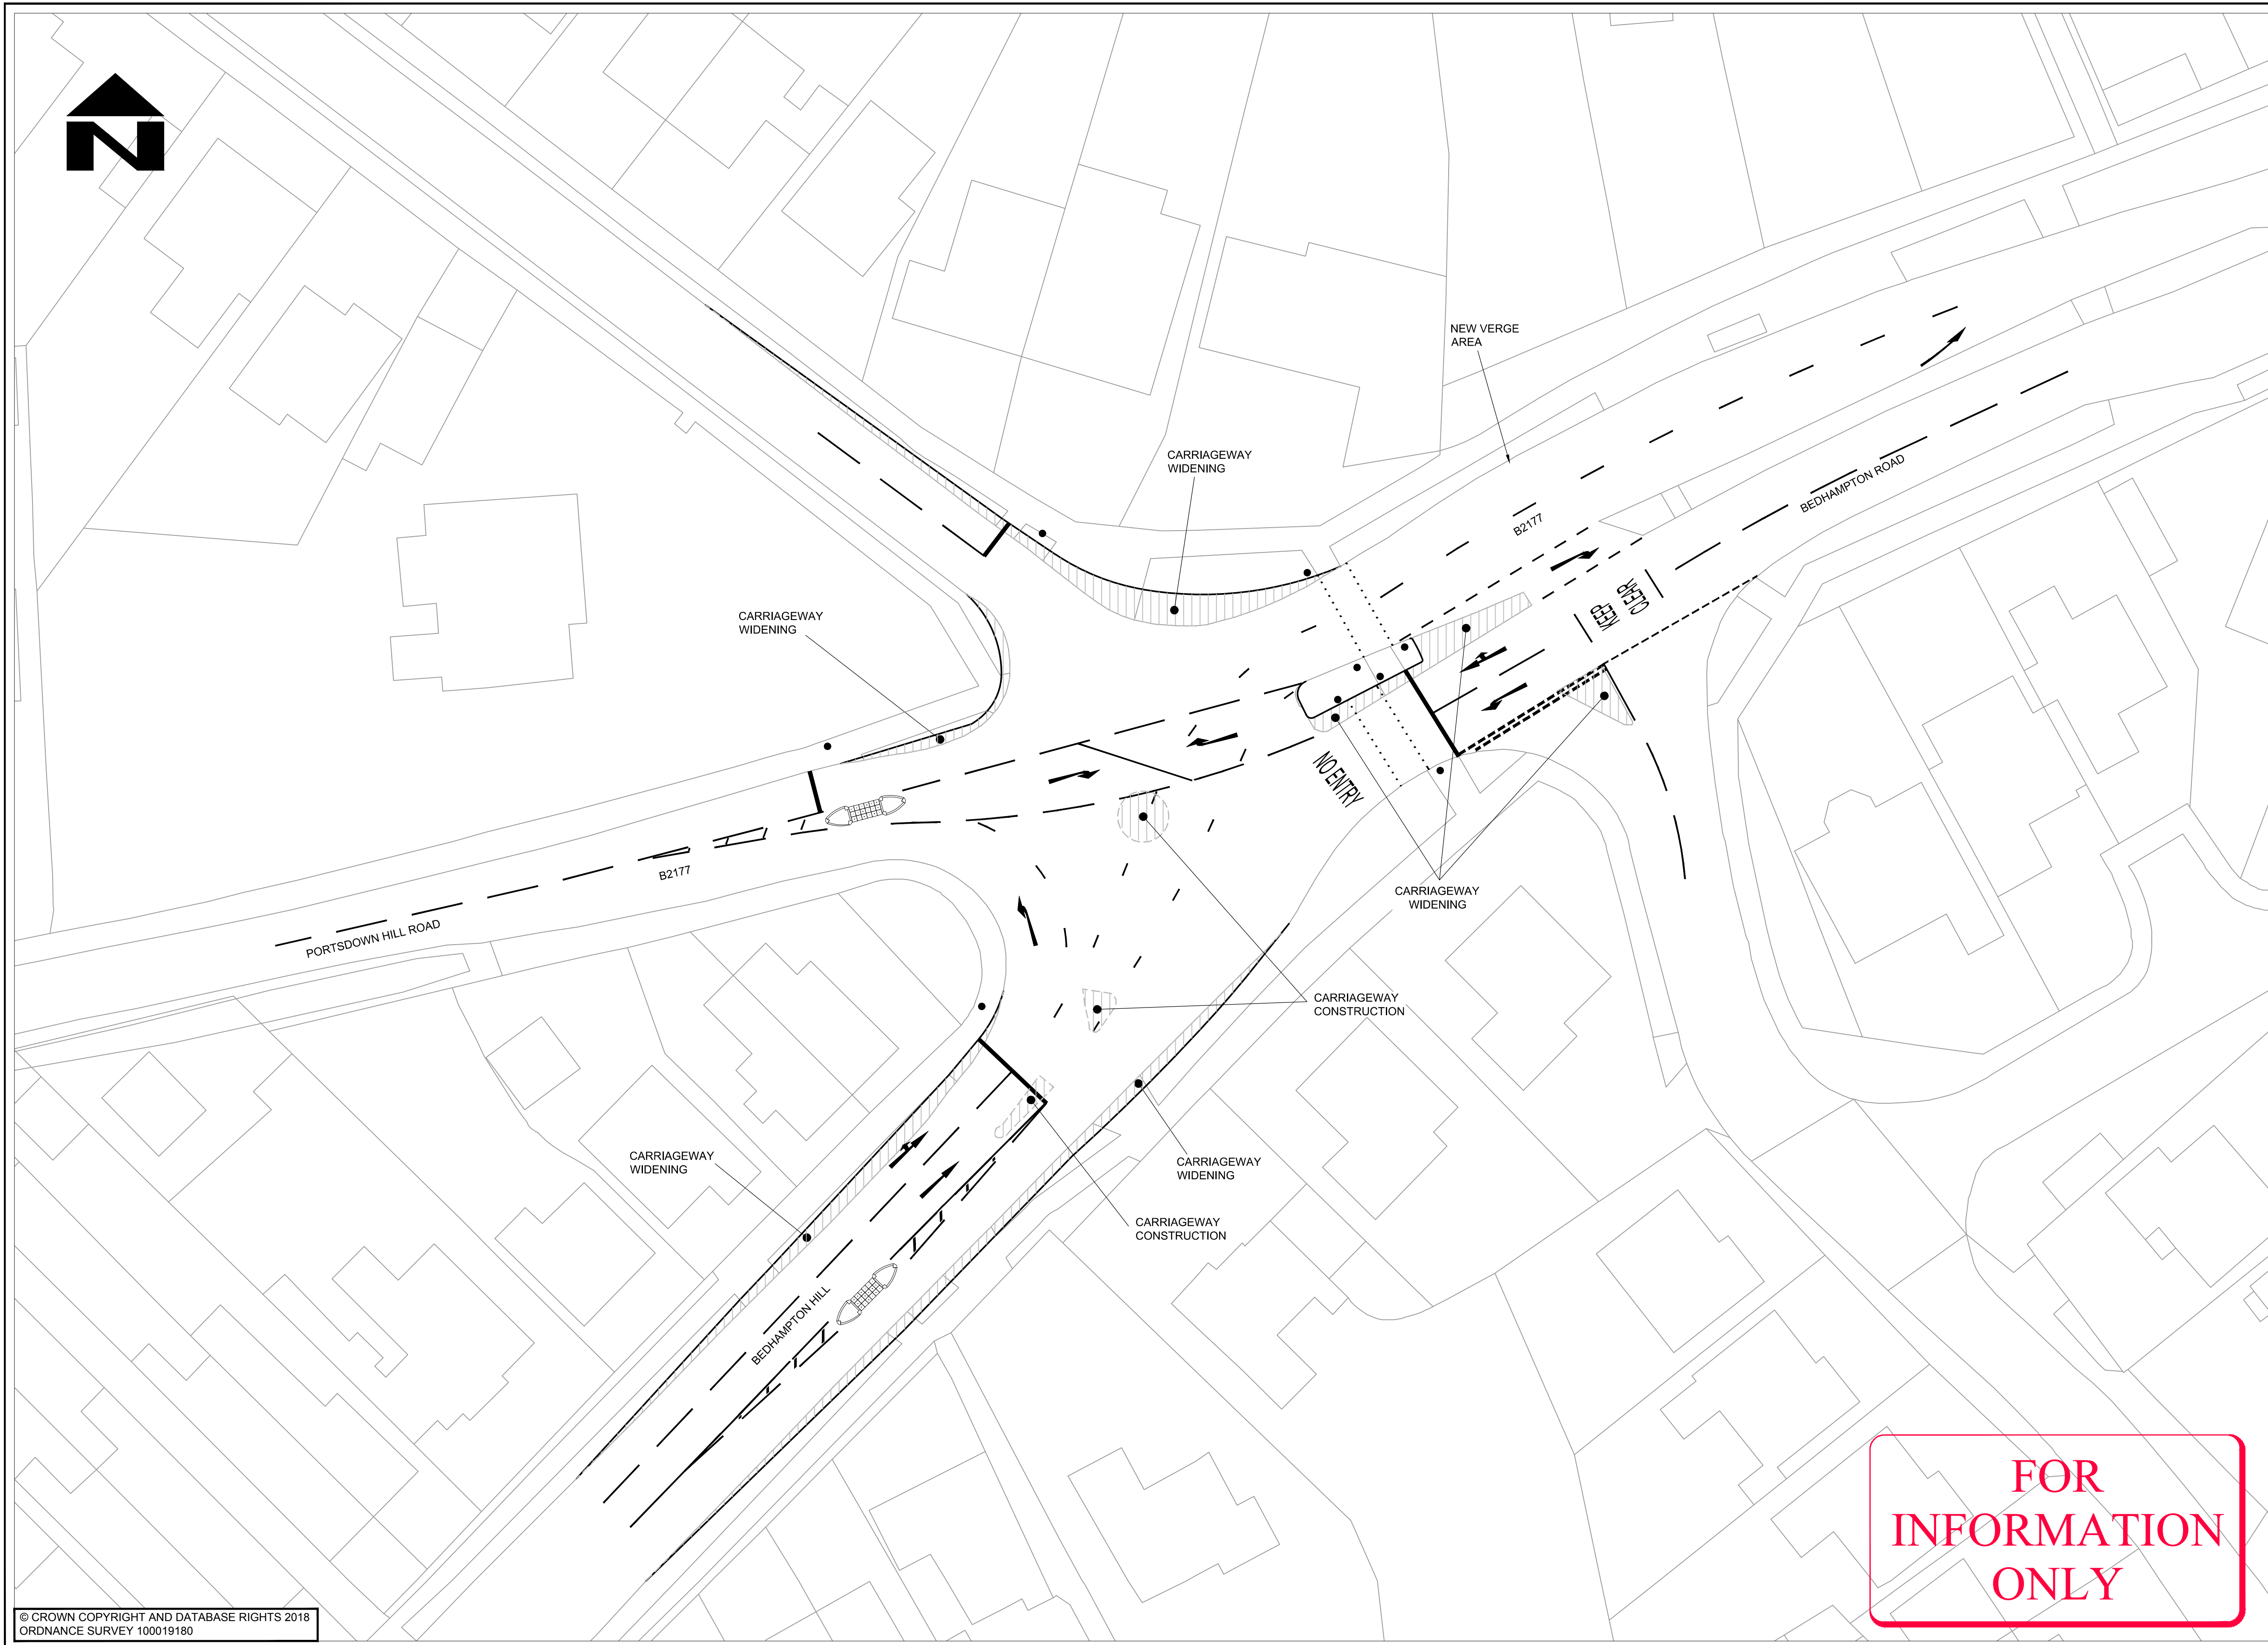 N
NEW VERGE
AREA
CARRIAGEWAY
WIDENING
BEDHAMPTON ROAD
B2177
KEEP
CLEAR
CARRIAGEWAY
WIDENING
NO ENTRY
B2177
CARRIAGEWAY
WIDENING
PORTSDOWN HILL ROAD
CARRIAGEWAY
CONSTRUCTION
CARRIAGEWAY
WIDENING
CARRIAGEWAY
WIDENING
CARRIAGEWAY
CONSTRUCTION
BEDHAMPTON HILL
FOR
INFORMATION
ONLY
© CROWN COPYRIGHT AND DATABASE RIGHTS 2018
ORDNANCE SURVEY 100019180